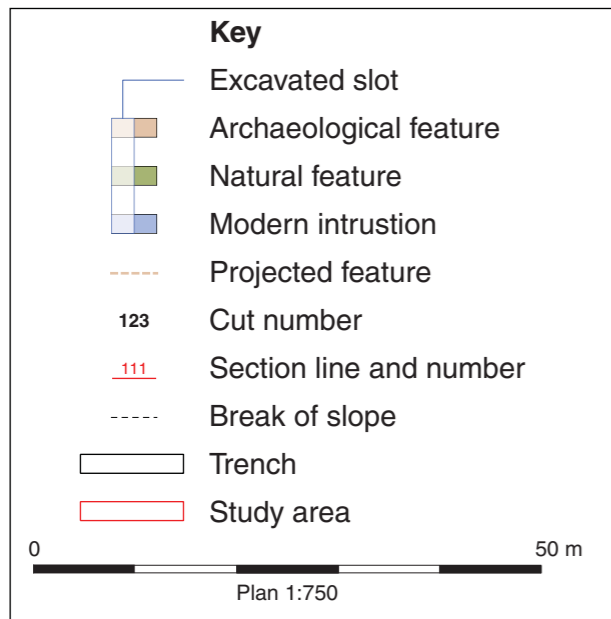 Key
Excavated slot
Archaeological feature
Natural feature
Modern intrustion
Projected feature
123 Cut number
111 Section line and number
Break of slope
Trench
Study area
0 50 m
Plan 1:750